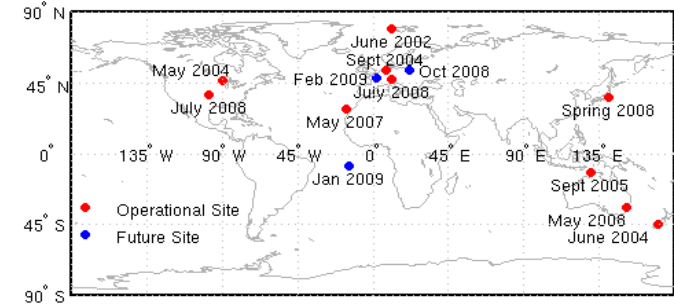 90° N
June 2002
Sept 2004
May 2004
Feb 2009
Oct 2008
45° N
July 2008
July 2008
Spring 2008
May 2007
0°
135° W
90° W
45° W
0°
45° E
90° E
135° E
Jan 2009
Sept 2005
Operational Site
May 2008
45° S
Future Site
June 2004
90° S